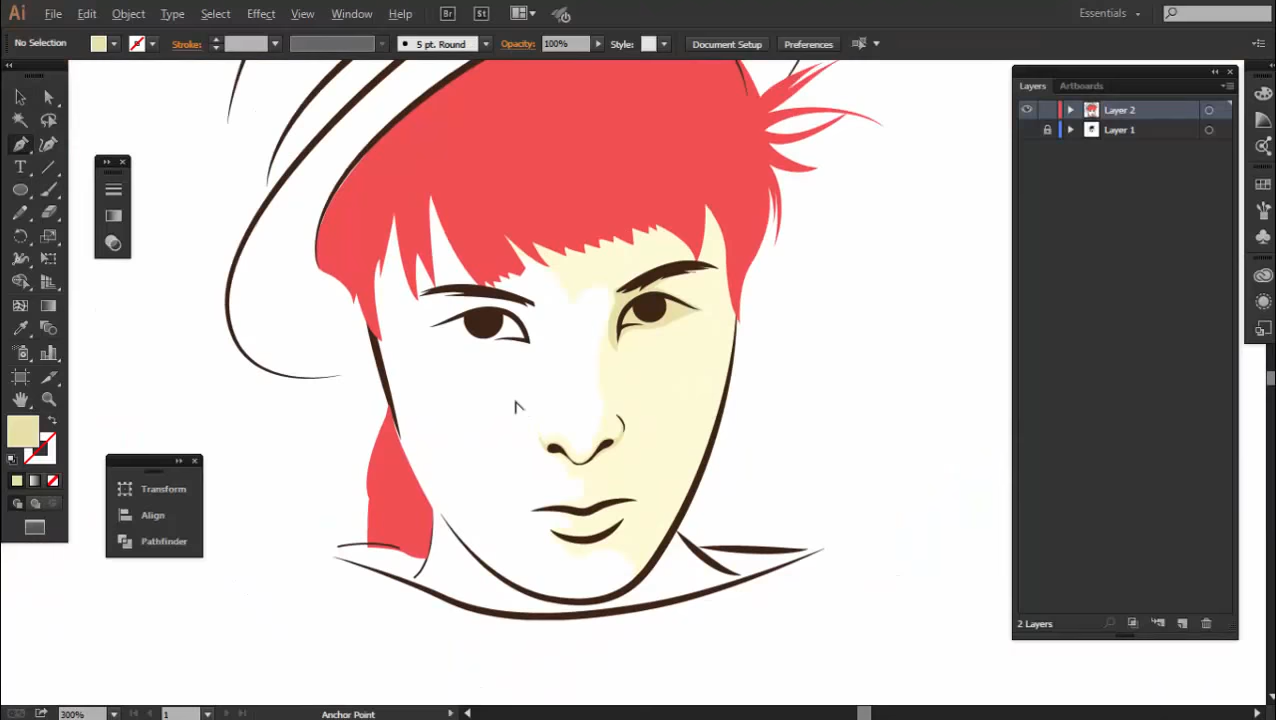 Ai File Edit Object Type Select Effect View Window Help Br St Essentials
No Selection Stroke: 5 pt. Round Opacity: 100% Style: Document Setup Preferences
Layers Artboards
Layer 2
Layer 1
Transform
Align
Pathfinder
2 Layers
300% 1 Anchor Point